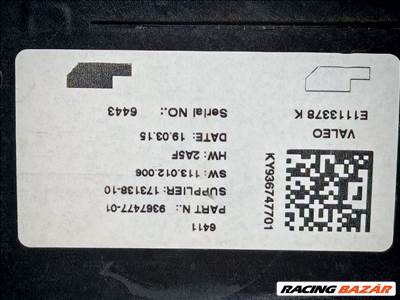 6411
PART N.: 9367477-01
SUPPLIER: 173138-10
SW: 113.012.006
HW: 2A5F
DATE: 19.03.15
Serial NO.: 6443
KY936747701
VALEO
E1113378 K
RACING BAZÁR